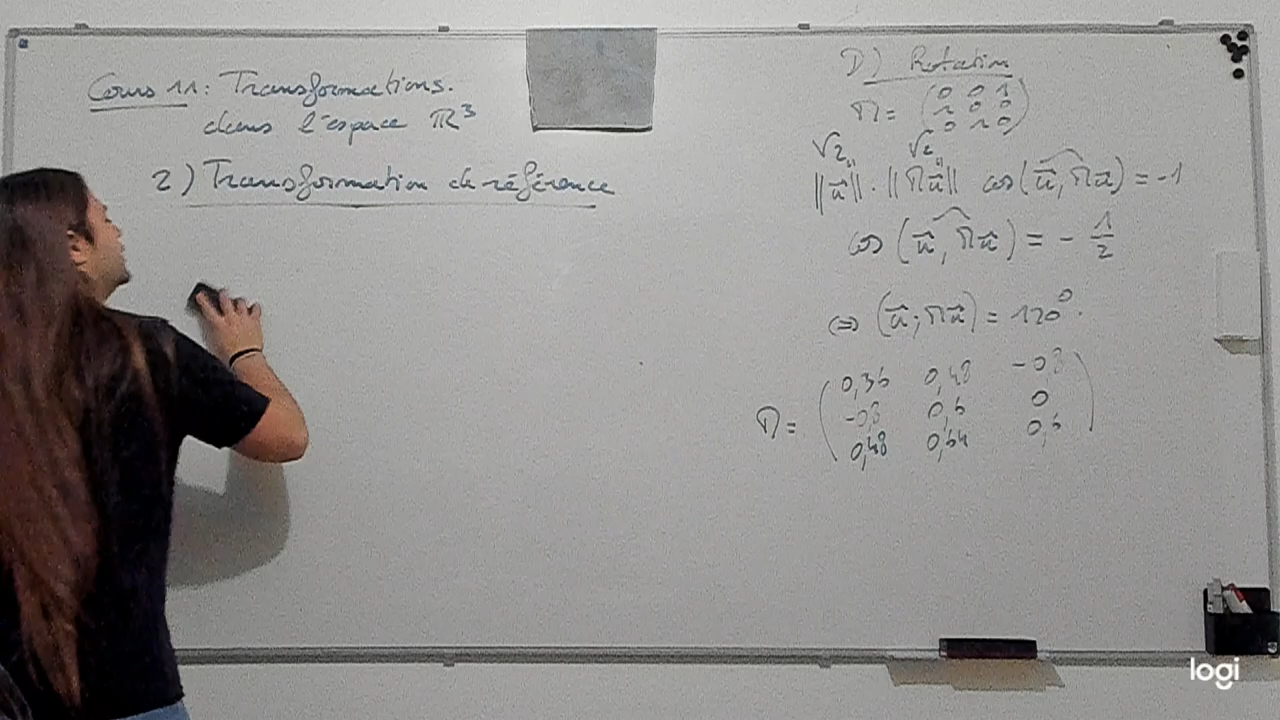 Cours 11: Transformations.
dans l'espace ℝ³
2) Transformation de référence
D) Rotation
M = (0 0 1
1 0 0
0 1 0)
√2 √2
" "
||u⃗|| . ||Mu⃗|| cos(u⃗, Mu⃗) = -1
cos (u⃗, Mu⃗) = - 1/2
⇔ (u⃗; Mu⃗) = 120°.
M = (0,36 0,48 -0,8
-0,8 0,6 0
0,48 0,64 0,6)
logi